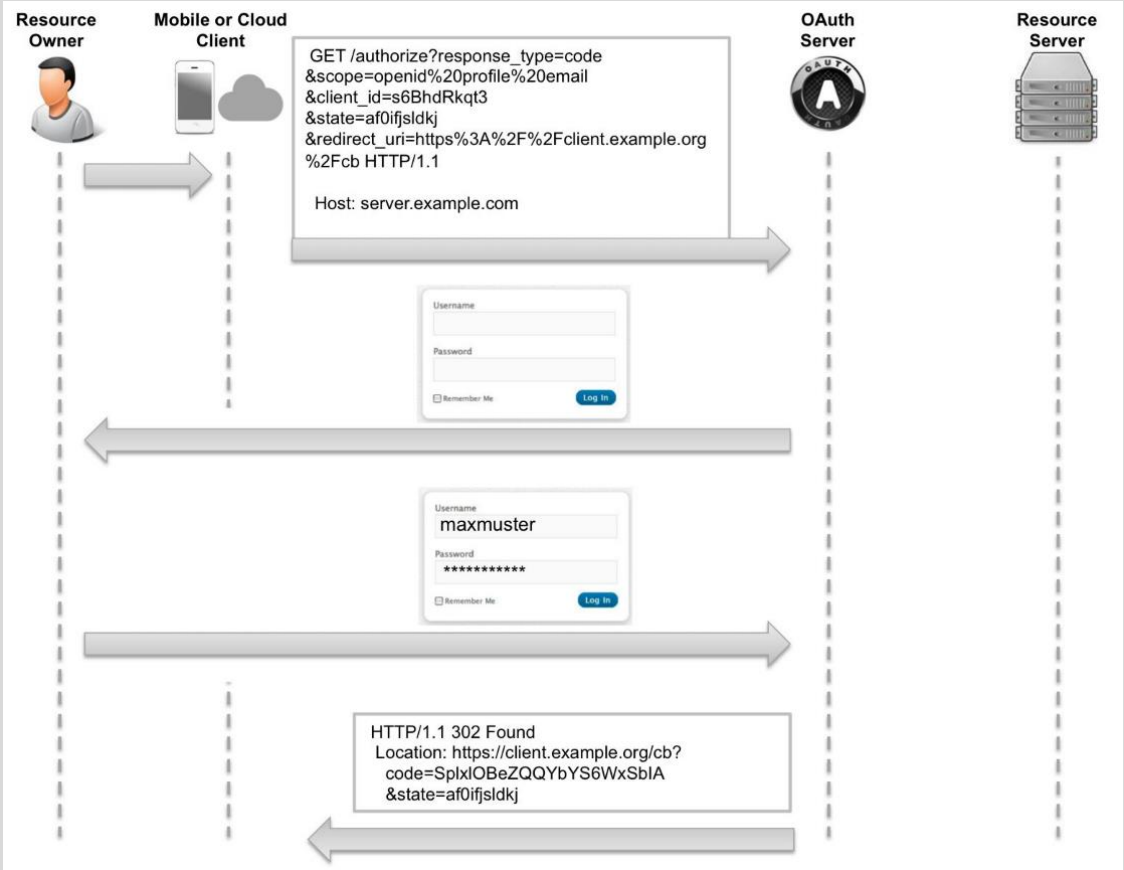 Resource Owner
Mobile or Cloud Client
OAuth Server
Resource Server
GET /authorize?response_type=code
&scope=openid%20profile%20email
&client_id=s6BhdRkqt3
&state=af0ifjsldkj
&redirect_uri=https%3A%2F%2Fclient.example.org
%2Fcb HTTP/1.1
Host: server.example.com
OAUTH
A
OAUTH
Username
Password
Remember Me
Log In
Username
maxmuster
Password
***********
Remember Me
Log In
HTTP/1.1 302 Found
Location: https://client.example.org/cb?
code=SplxlOBeZQQYbYS6WxSbIA
&state=af0ifjsldkj